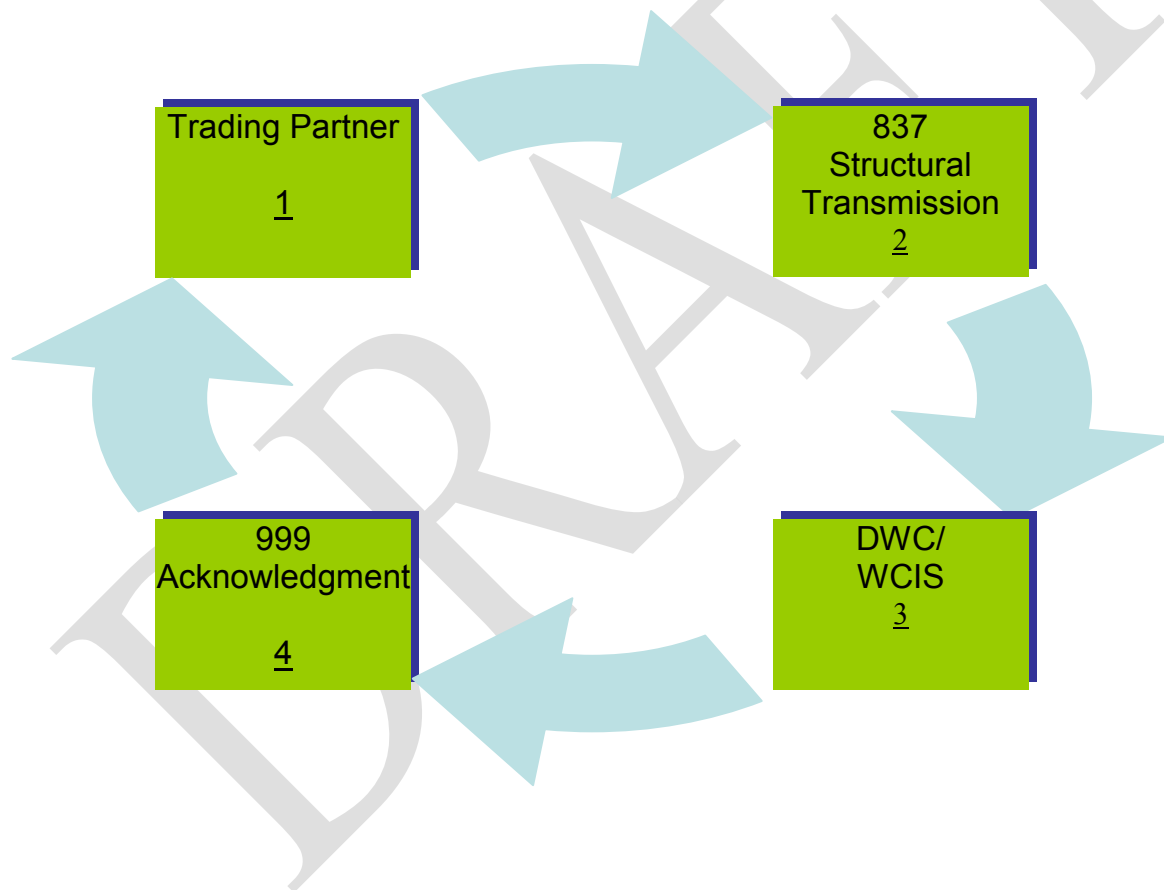 Trading Partner
1
837
Structural
Transmission
2
DWC/
WCIS
3
999
Acknowledgment
4
DRAFT